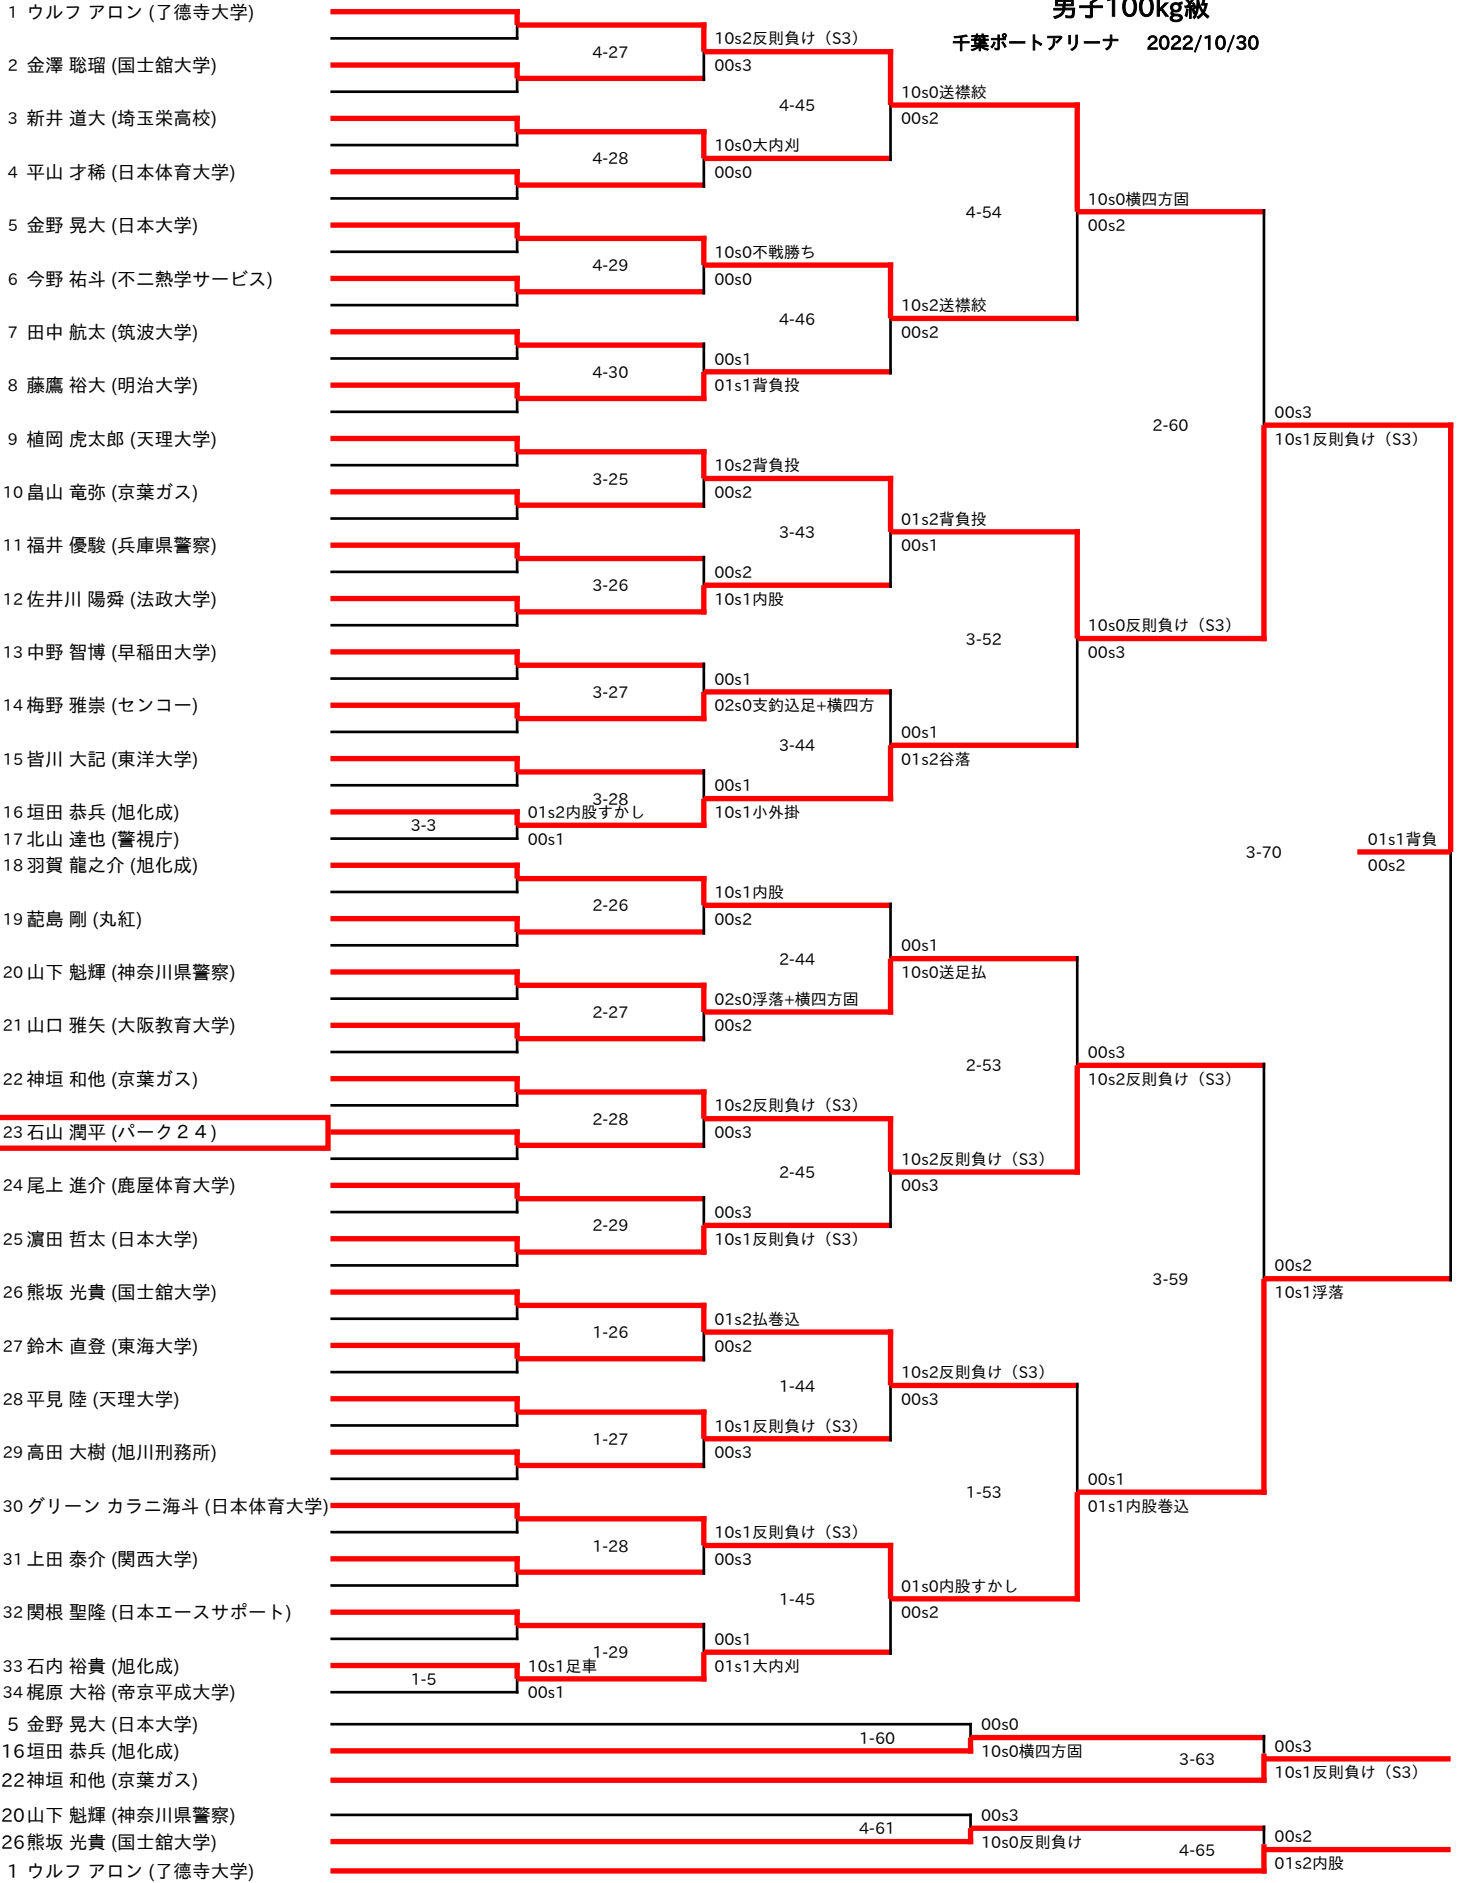 男子100kg級
千葉ポートアリーナ 2022/10/30
1 ウルフ アロン (了德寺大学)
2 金澤 聡瑠 (国士舘大学)
3 新井 道大 (埼玉栄高校)
4 平山 才稀 (日本体育大学)
5 金野 晃大 (日本大学)
6 今野 祐斗 (不二熱学サービス)
7 田中 航太 (筑波大学)
8 藤鷹 裕大 (明治大学)
9 植岡 虎太郎 (天理大学)
10 畠山 竜弥 (京葉ガス)
11 福井 優駿 (兵庫県警察)
12 佐井川 陽舜 (法政大学)
13 中野 智博 (早稲田大学)
14 梅野 雅崇 (センコー)
15 皆川 大記 (東洋大学)
16 垣田 恭兵 (旭化成)
17 北山 達也 (警視庁)
18 羽賀 龍之介 (旭化成)
19 蓜島 剛 (丸紅)
20 山下 魁輝 (神奈川県警察)
21 山口 雅矢 (大阪教育大学)
22 神垣 和他 (京葉ガス)
23 石山 潤平 (パーク２４)
24 尾上 進介 (鹿屋体育大学)
25 濵田 哲太 (日本大学)
26 熊坂 光貴 (国士舘大学)
27 鈴木 直登 (東海大学)
28 平見 陸 (天理大学)
29 高田 大樹 (旭川刑務所)
30 グリーン カラニ海斗 (日本体育大学)
31 上田 泰介 (関西大学)
32 関根 聖隆 (日本エースサポート)
33 石内 裕貴 (旭化成)
34 梶原 大裕 (帝京平成大学)
3-3
01s2内股すかし
00s1
1-5
10s1足車
00s1
4-27
10s2反則負け（S3）
00s3
4-28
10s0大内刈
00s0
4-29
10s0不戦勝ち
00s0
4-30
00s1
01s1背負投
3-25
10s2背負投
00s2
3-26
00s2
10s1内股
3-27
00s1
02s0支釣込足+横四方
3-28
00s1
10s1小外掛
2-26
10s1内股
00s2
2-27
02s0浮落+横四方固
00s2
2-28
10s2反則負け（S3）
00s3
2-29
00s3
10s1反則負け（S3）
1-26
01s2払巻込
00s2
1-27
10s1反則負け（S3）
00s3
1-28
10s1反則負け（S3）
00s3
1-29
00s1
01s1大内刈
4-45
10s0送襟絞
00s2
4-46
10s2送襟絞
00s2
3-43
01s2背負投
00s1
3-44
00s1
01s2谷落
2-44
00s1
10s0送足払
2-45
10s2反則負け（S3）
00s3
1-44
10s2反則負け（S3）
00s3
1-45
01s0内股すかし
00s2
4-54
10s0横四方固
00s2
3-52
10s0反則負け（S3）
00s3
2-53
00s3
10s2反則負け（S3）
1-53
00s1
01s1内股巻込
2-60
00s3
10s1反則負け（S3）
3-59
00s2
10s1浮落
3-70
01s1背負
00s2
5 金野 晃大 (日本大学)
16 垣田 恭兵 (旭化成)
22 神垣 和他 (京葉ガス)
1-60
00s0
10s0横四方固
3-63
00s3
10s1反則負け（S3）
20 山下 魁輝 (神奈川県警察)
26 熊坂 光貴 (国士舘大学)
1 ウルフ アロン (了德寺大学)
4-61
00s3
10s0反則負け
4-65
00s2
01s2内股